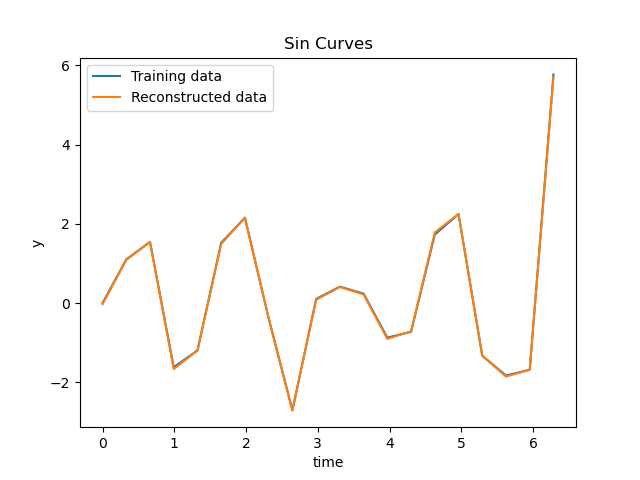 Sin Curves
Training data
Reconstructed data
6
4
2
0
−2
y
0 1 2 3 4 5 6
time